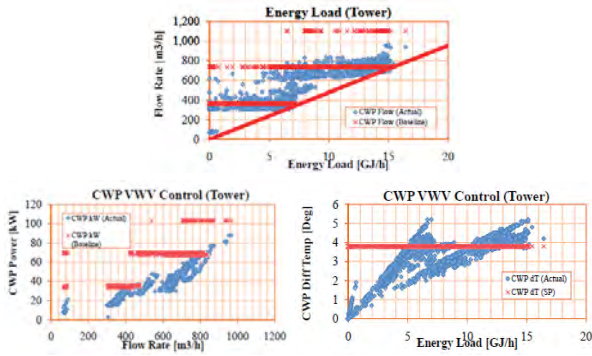 Energy Load (Tower)
Flow Rate [m3/h]
1,200
1,000
800
600
400
200
0
CWP Flow (Actual)
CWP Flow (Baseline)
0 5 10 15 20
Energy Load [GJ/h]
CWP VWV Control (Tower)
CWP Power [kW]
120
100
80
60
40
20
0
CWP kW (Actual)
CWP kW
(Baseline)
0 200 400 600 800 1000
Flow Rate [m3/h]
CWP VWV Control (Tower)
CWP Diff Temp [Deg]
6
5
4
3
2
1
0
CWP dT (Actual)
CWP dT (SP)
0 5 10 15 20
Energy Load [GJ/h]